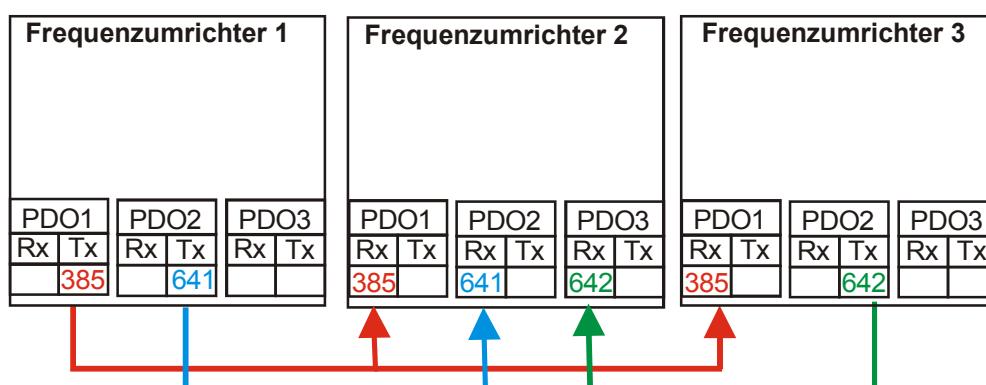 Frequenzumrichter 1 Frequenzumrichter 2 Frequenzumrichter 3
PDO1 PDO2 PDO3 PDO1 PDO2 PDO3 PDO1 PDO2 PDO3
Rx Tx Rx Tx Rx Tx Rx Tx Rx Tx Rx Tx Rx Tx Rx Tx Rx Tx
385 641 385 641 642 385 642